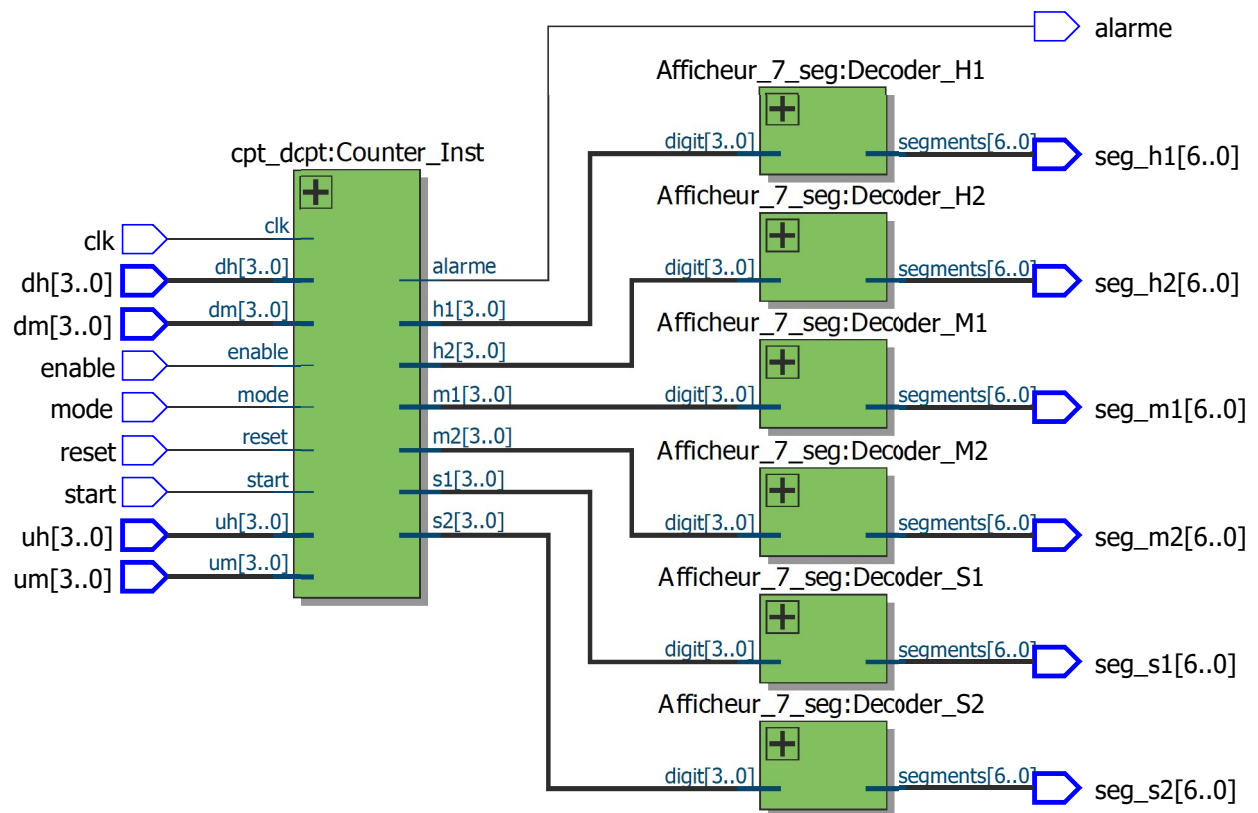 alarme
Afficheur_7_seg:Decoder_H1
digit[3..0]
segments[6..0]
seg_h1[6..0]
cpt_dcpt:Counter_Inst
Afficheur_7_seg:Decoder_H2
clk
clk
digit[3..0]
segments[6..0]
seg_h2[6..0]
dh[3..0]
dh[3..0]
alarme
dm[3..0]
dm[3..0]
h1[3..0]
Afficheur_7_seg:Decoder_M1
enable
enable
h2[3..0]
mode
mode
m1[3..0]
digit[3..0]
segments[6..0]
seg_m1[6..0]
reset
reset
m2[3..0]
Afficheur_7_seg:Decoder_M2
start
start
s1[3..0]
uh[3..0]
uh[3..0]
s2[3..0]
digit[3..0]
segments[6..0]
seg_m2[6..0]
um[3..0]
um[3..0]
Afficheur_7_seg:Decoder_S1
digit[3..0]
segments[6..0]
seg_s1[6..0]
Afficheur_7_seg:Decoder_S2
digit[3..0]
segments[6..0]
seg_s2[6..0]